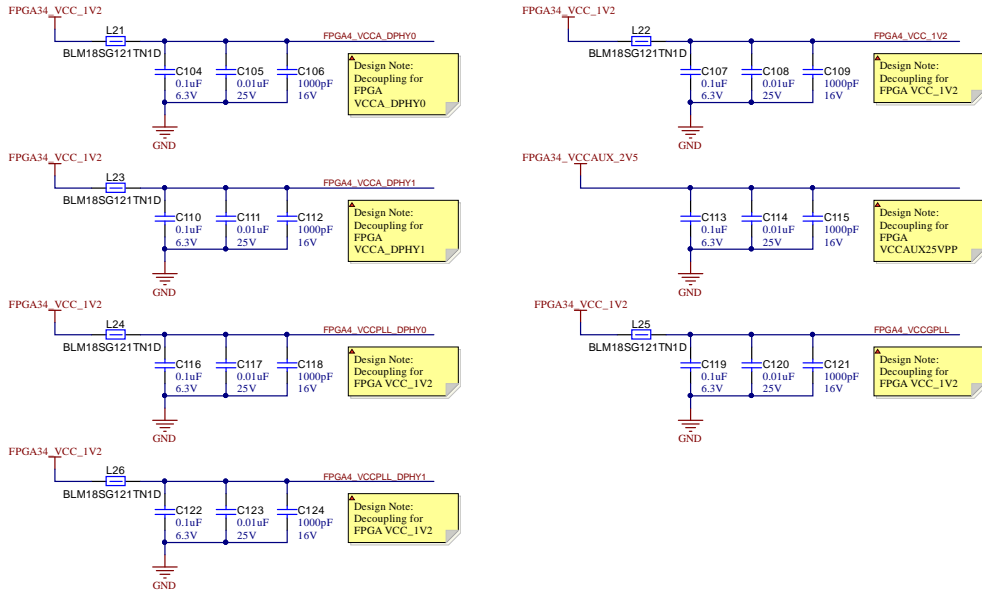 FPGA34_VCC_1V2
L21
BLM18SG121TN1D
FPGA4_VCCA_DPHY0
C104
0.1uF
6.3V
C105
0.01uF
25V
C106
1000pF
16V
Design Note:
Decoupling for
FPGA
VCCA_DPHY0
GND
FPGA34_VCC_1V2
L22
BLM18SG121TN1D
FPGA4_VCC_1V2
C107
0.1uF
6.3V
C108
0.01uF
25V
C109
1000pF
16V
Design Note:
Decoupling for
FPGA VCC_1V2
GND
FPGA34_VCC_1V2
L23
BLM18SG121TN1D
FPGA4_VCCA_DPHY1
C110
0.1uF
6.3V
C111
0.01uF
25V
C112
1000pF
16V
Design Note:
Decoupling for
FPGA
VCCA_DPHY1
GND
FPGA34_VCCAUX_2V5
C113
0.1uF
6.3V
C114
0.01uF
25V
C115
1000pF
16V
Design Note:
Decoupling for
FPGA
VCCAUX25VPP
GND
FPGA34_VCC_1V2
L24
BLM18SG121TN1D
FPGA4_VCCPLL_DPHY0
C116
0.1uF
6.3V
C117
0.01uF
25V
C118
1000pF
16V
Design Note:
Decoupling for
FPGA VCC_1V2
GND
FPGA34_VCC_1V2
L25
BLM18SG121TN1D
FPGA4_VCCGPLL
C119
0.1uF
6.3V
C120
0.01uF
25V
C121
1000pF
16V
Design Note:
Decoupling for
FPGA VCC_1V2
GND
FPGA34_VCC_1V2
L26
BLM18SG121TN1D
FPGA4_VCCPLL_DPHY1
C122
0.1uF
6.3V
C123
0.01uF
25V
C124
1000pF
16V
Design Note:
Decoupling for
FPGA VCC_1V2
GND